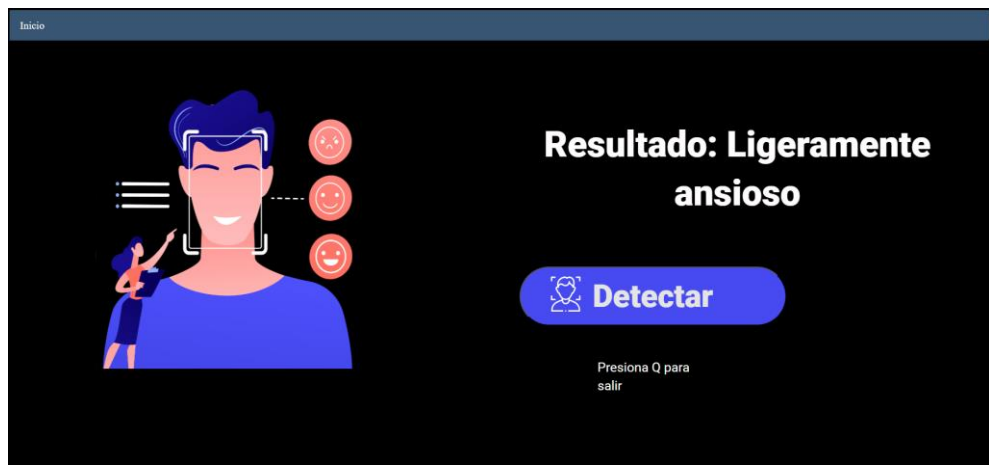 Inicio
Resultado: Ligeramente
ansioso
Detectar
Presiona Q para
salir